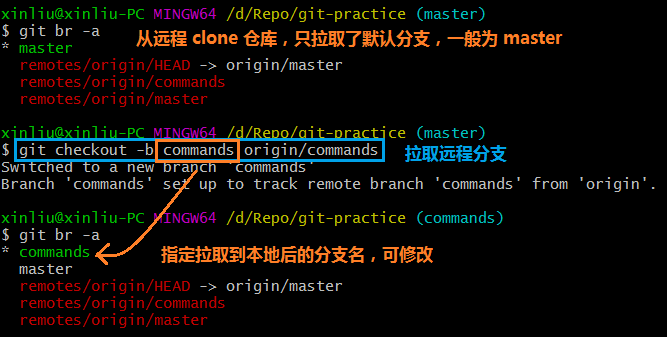 xinliu@xinliu-PC MINGW64 /d/Repo/git-practice (master)
$ git br -a
从远程 clone 仓库，只拉取了默认分支，一般为 master
* master
remotes/origin/HEAD -> origin/master
remotes/origin/commands
remotes/origin/master
xinliu@xinliu-PC MINGW64 /d/Repo/git-practice (master)
$ git checkout -b commands origin/commands
拉取远程分支
Switched to a new branch 'commands'
Branch 'commands' set up to track remote branch 'commands' from 'origin'.
xinliu@xinliu-PC MINGW64 /d/Repo/git-practice (commands)
$ git br -a
* commands
指定拉取到本地后的分支名，可修改
master
remotes/origin/HEAD -> origin/master
remotes/origin/commands
remotes/origin/master